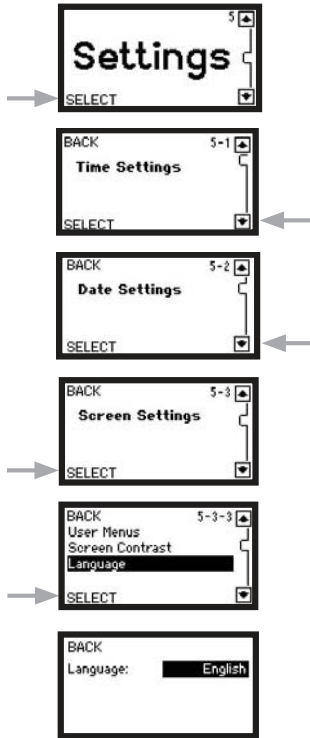 5
Settings
SELECT
BACK 5-1
Time Settings
SELECT
BACK 5-2
Date Settings
SELECT
BACK 5-3
Screen Settings
SELECT
BACK 5-3-3
User Menus
Screen Contrast
Language
SELECT
BACK
Language: English